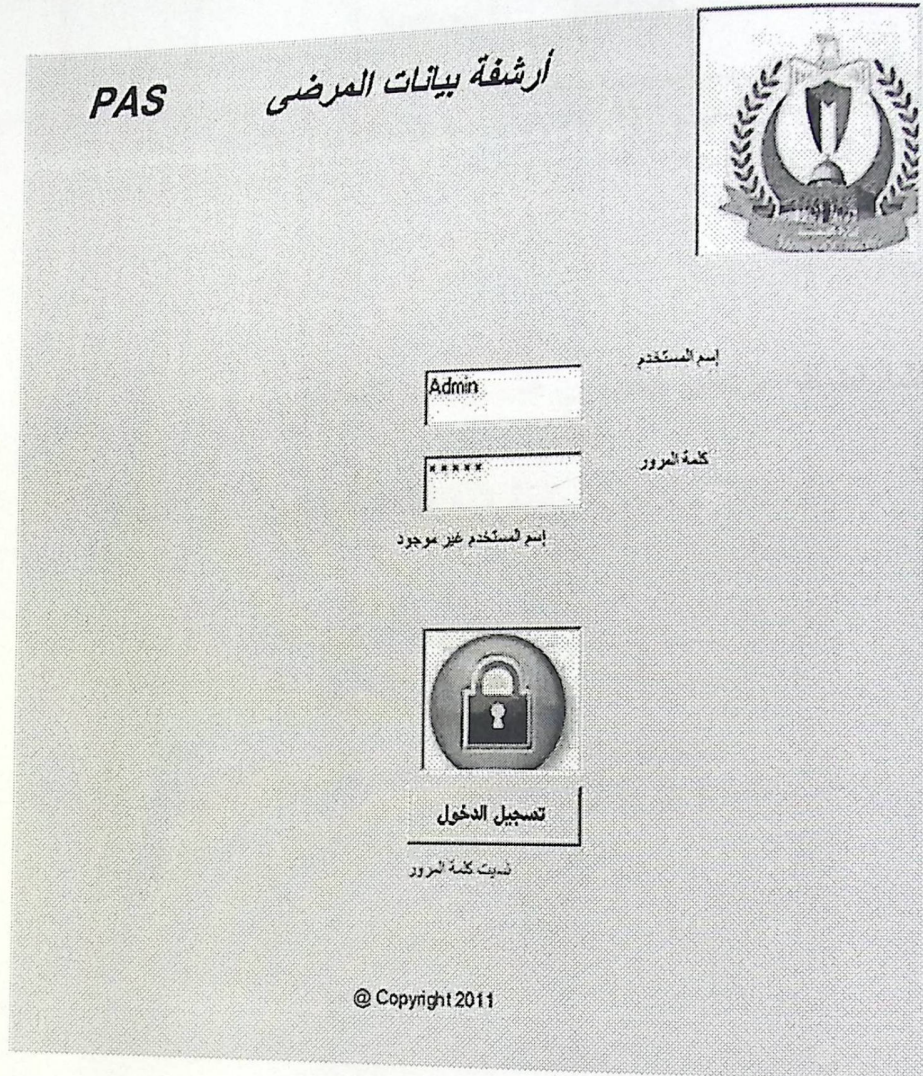 أرشفة بيانات المرضى PAS
إسم المستخدم
Admin
كلمة المرور
*****
إسم المستخدم غير موجود
تسجيل الدخول
نسيت كلمة المرور
@ Copyright 2011